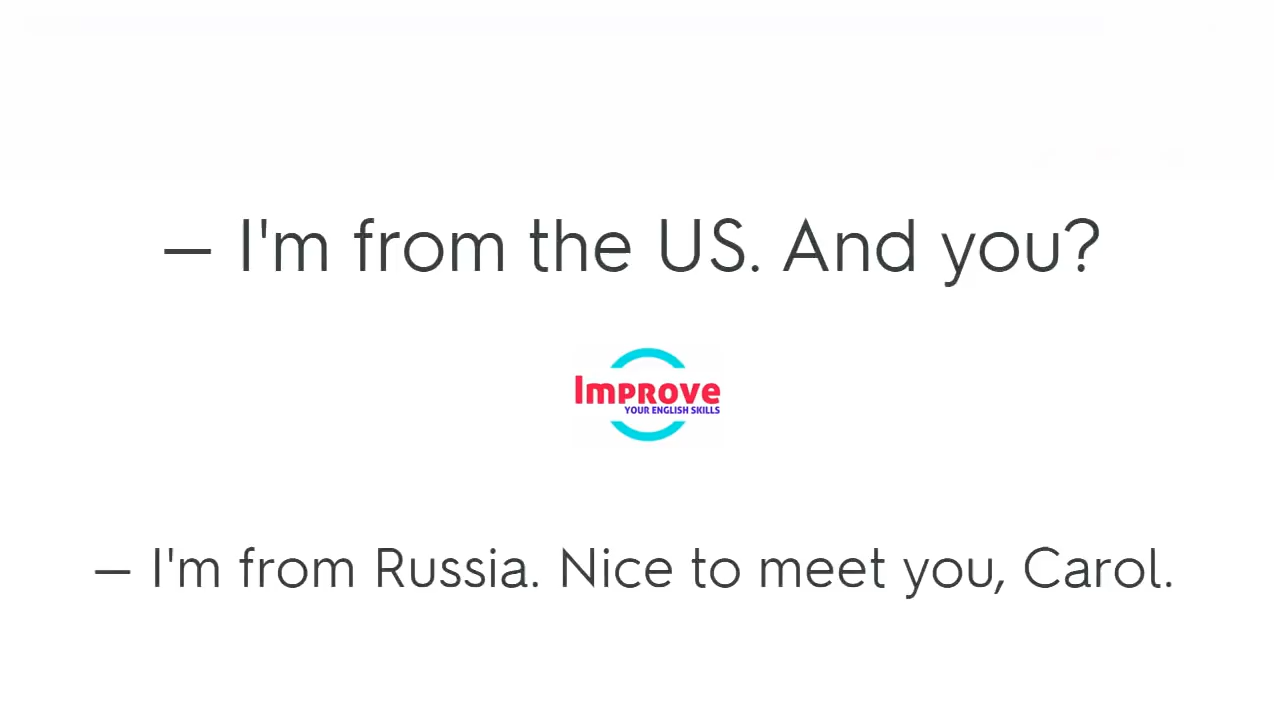 — I'm from the US. And you?
Improve
YOUR ENGLISH SKILLS
— I'm from Russia. Nice to meet you, Carol.